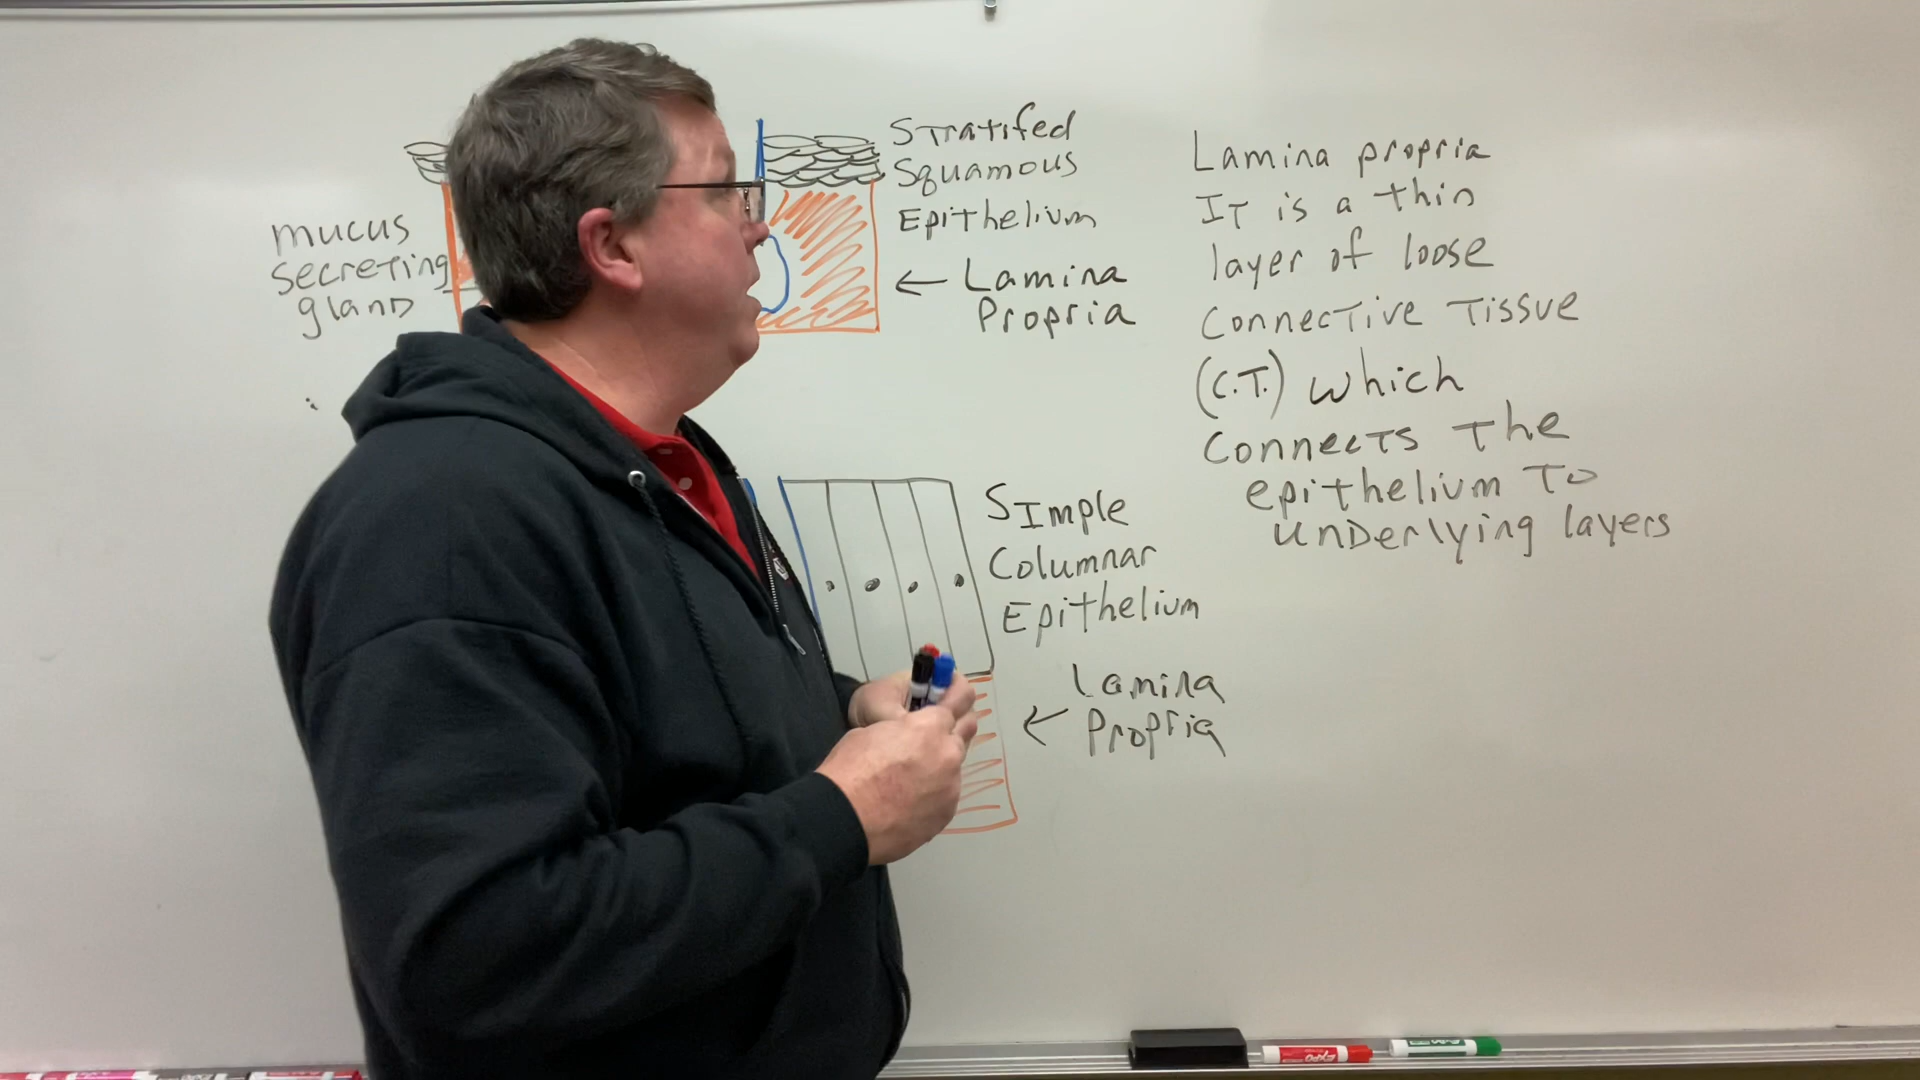 Stratifed
Squamous
Epithelium
← Lamina
Propria
mucus
secreting
gland
Simple
Columnar
Epithelium
← Lamina
Propria
Lamina propria
It is a thin
layer of loose
Connective Tissue
(C.T.) which
Connects the
epithelium to
underlying layers
EXPO